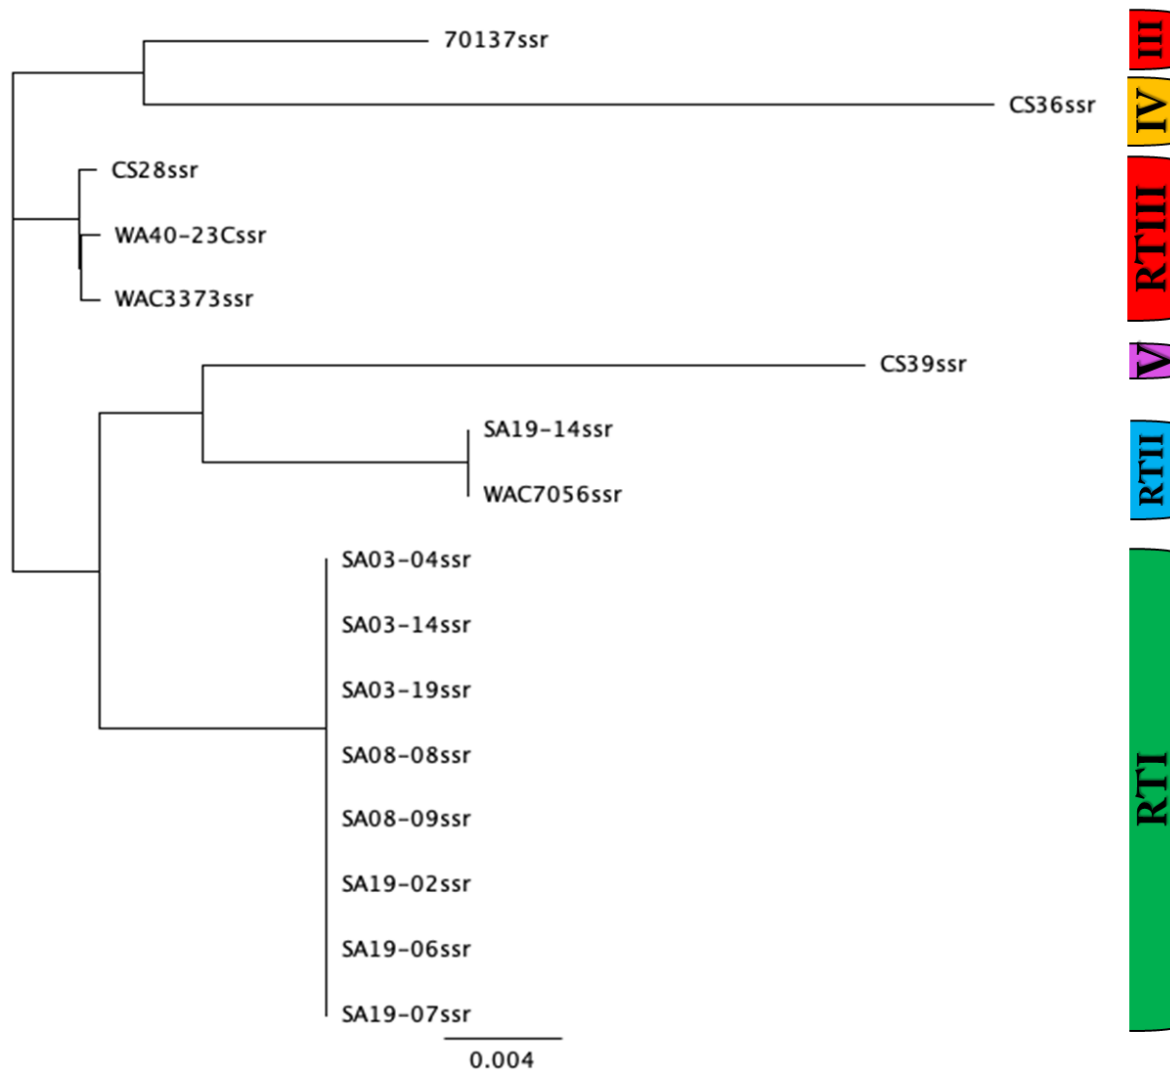 70137ssr
III
CS36ssr
IV
CS28ssr
WA40-23Cssr
RTIII
WAC3373ssr
CS39ssr
V
SA19-14ssr
RTII
WAC7056ssr
SA03-04ssr
SA03-14ssr
SA03-19ssr
SA08-08ssr
RTI
SA08-09ssr
SA19-02ssr
SA19-06ssr
SA19-07ssr
0.004